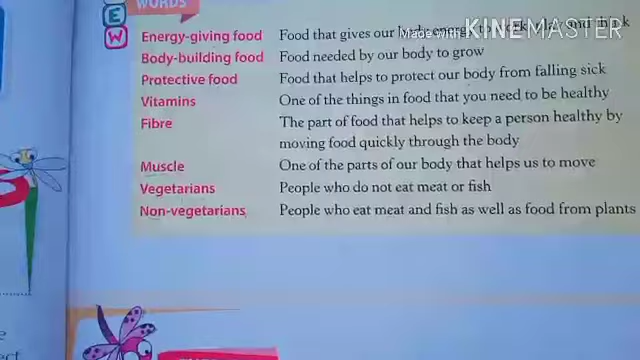 WORDS
E
W
Energy-giving food Food that gives our body energy to work, play and think
Made with KINEMASTER
Body-building food Food needed by our body to grow
Protective food Food that helps to protect our body from falling sick
Vitamins One of the things in food that you need to be healthy
Fibre The part of food that helps to keep a person healthy by
moving food quickly through the body
Muscle One of the parts of our body that helps us to move
Vegetarians People who do not eat meat or fish
Non-vegetarians People who eat meat and fish as well as food from plants